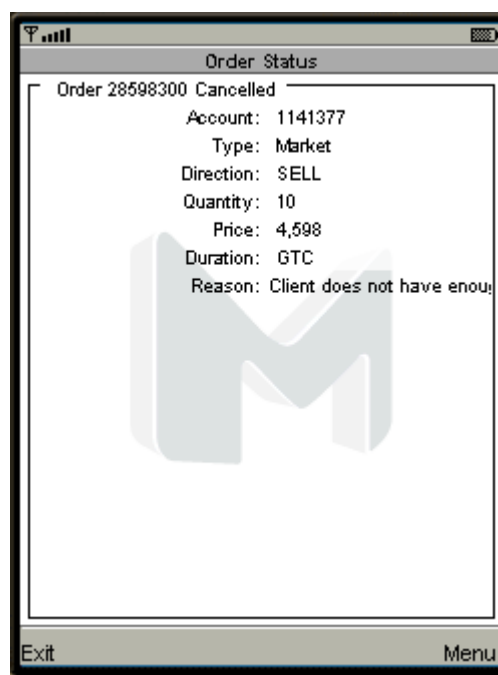 Order Status
Order 28598300 Cancelled
Account: 1141377
Type: Market
Direction: SELL
Quantity: 10
Price: 4,598
Duration: GTC
Reason: Client does not have
Exit
Menu